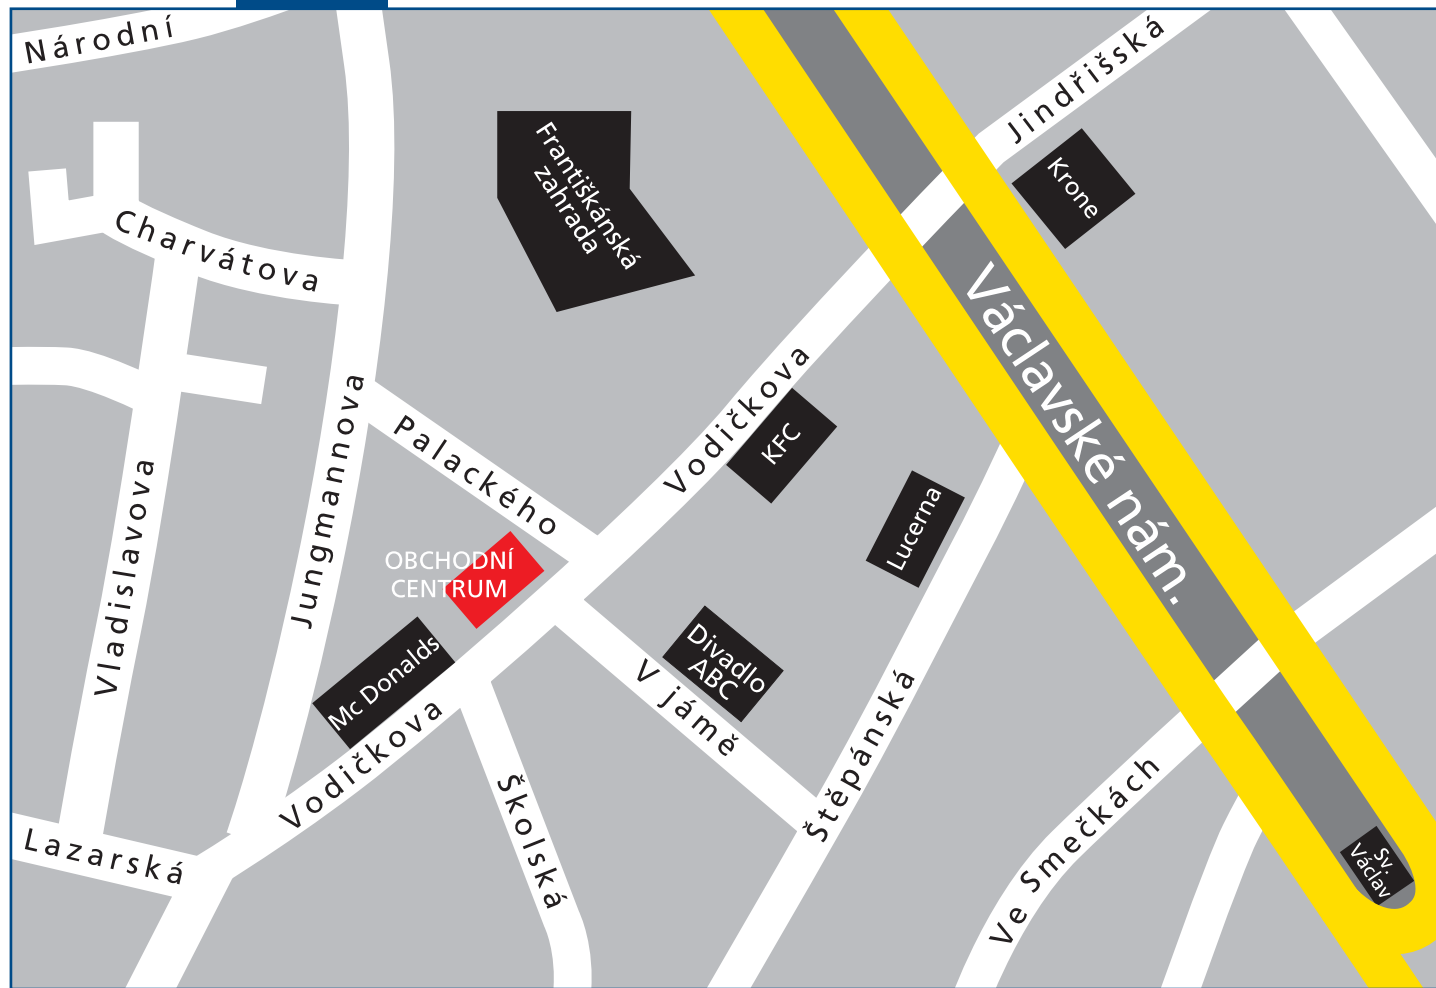 Národní
Jindřišská
Františkánská
zahrada
Krone
Charvátova
Václavské nám.
Vodičkova
Palackého
KFC
Jungmannova
Vladislavova
Lucerna
OBCHODNÍ
CENTRUM
Mc Donalds
Divadlo
ABC
V jámě
Štěpánská
Vodičkova
Školská
Lazarská
Ve Smečkách
Sv.
Václav